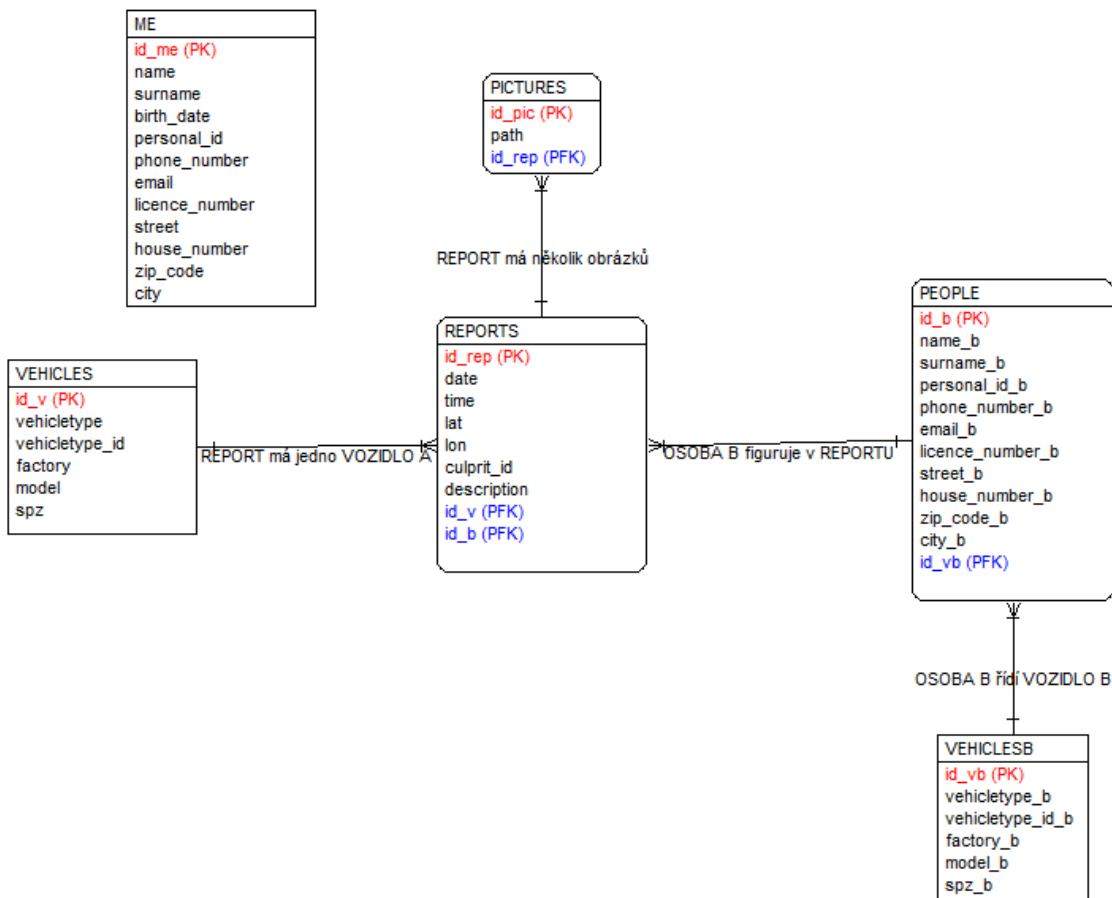 ME
id_me (PK)
name
surname
birth_date
personal_id
phone_number
email
licence_number
street
house_number
zip_code
city
PICTURES
id_pic (PK)
path
id_rep (PFK)
REPORT má několik obrázků
VEHICLES
id_v (PK)
vehicletype
vehicletype_id
factory
model
spz
REPORT má jedno VOZIDLO A
REPORTS
id_rep (PK)
date
time
lat
lon
culprit_id
description
id_v (PFK)
id_b (PFK)
OSOBA B figuruje v REPORTU
PEOPLE
id_b (PK)
name_b
surname_b
personal_id_b
phone_number_b
email_b
licence_number_b
street_b
house_number_b
zip_code_b
city_b
id_vb (PFK)
OSOBA B řídí VOZIDLO B
VEHICLESB
id_vb (PK)
vehicletype_b
vehicletype_id_b
factory_b
model_b
spz_b